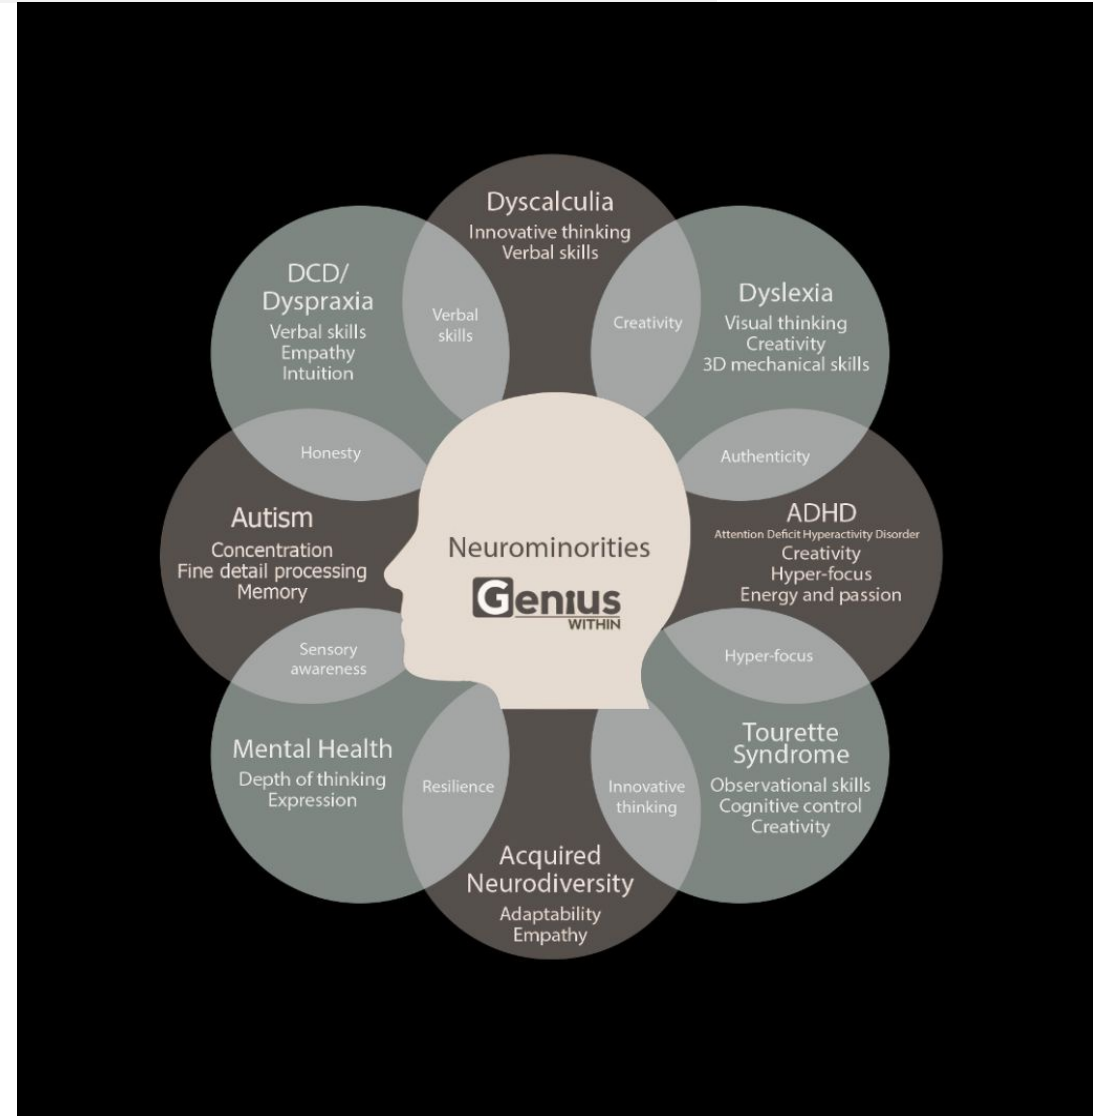 Dyscalculia
Innovative thinking
Verbal skills
DCD/
Dyspraxia
Verbal skills
Empathy
Intuition
Verbal
skills
Creativity
Dyslexia
Visual thinking
Creativity
3D mechanical skills
Honesty
Authenticity
Autism
Concentration
Fine detail processing
Memory
Neurominorities
Genius
WITHIN
ADHD
Attention Deficit Hyperactivity Disorder
Creativity
Hyper-focus
Energy and passion
Sensory
awareness
Hyper-focus
Mental Health
Depth of thinking
Expression
Resilience
Innovative
thinking
Tourette
Syndrome
Observational skills
Cognitive control
Creativity
Acquired
Neurodiversity
Adaptability
Empathy